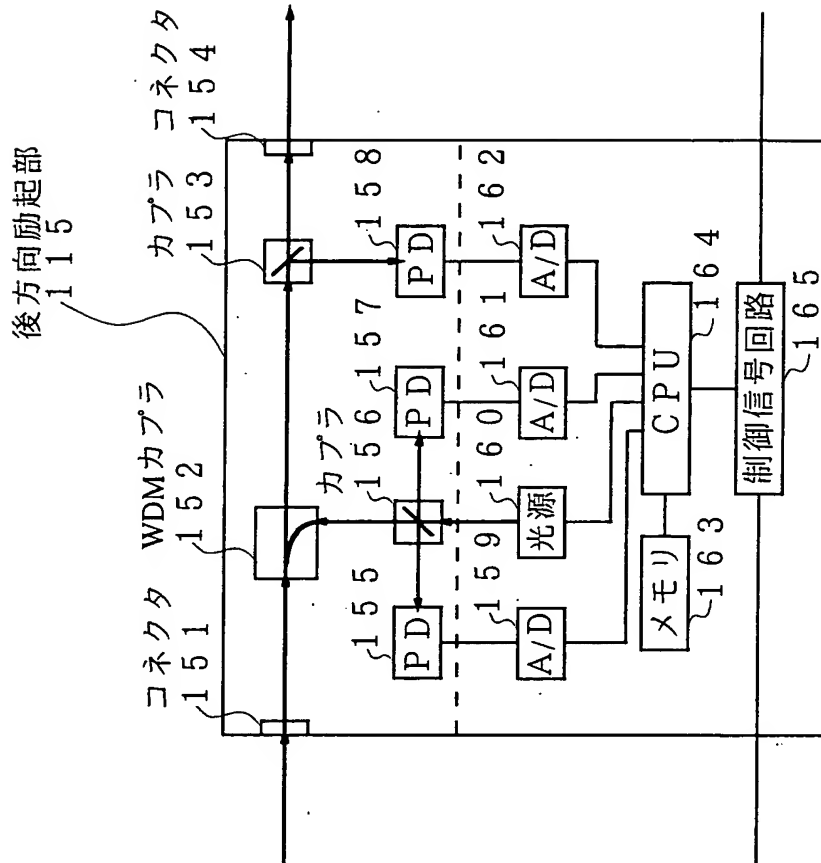 後方向励起部
115
コネクタ
151
WDMカプラ
152
カプラ
153
コネクタ
154
PD
155
カプラ
156
PD
157
PD
158
A/D
159
光源
160
A/D
161
A/D
162
メモリ
163
CPU
164
制御信号回路
165